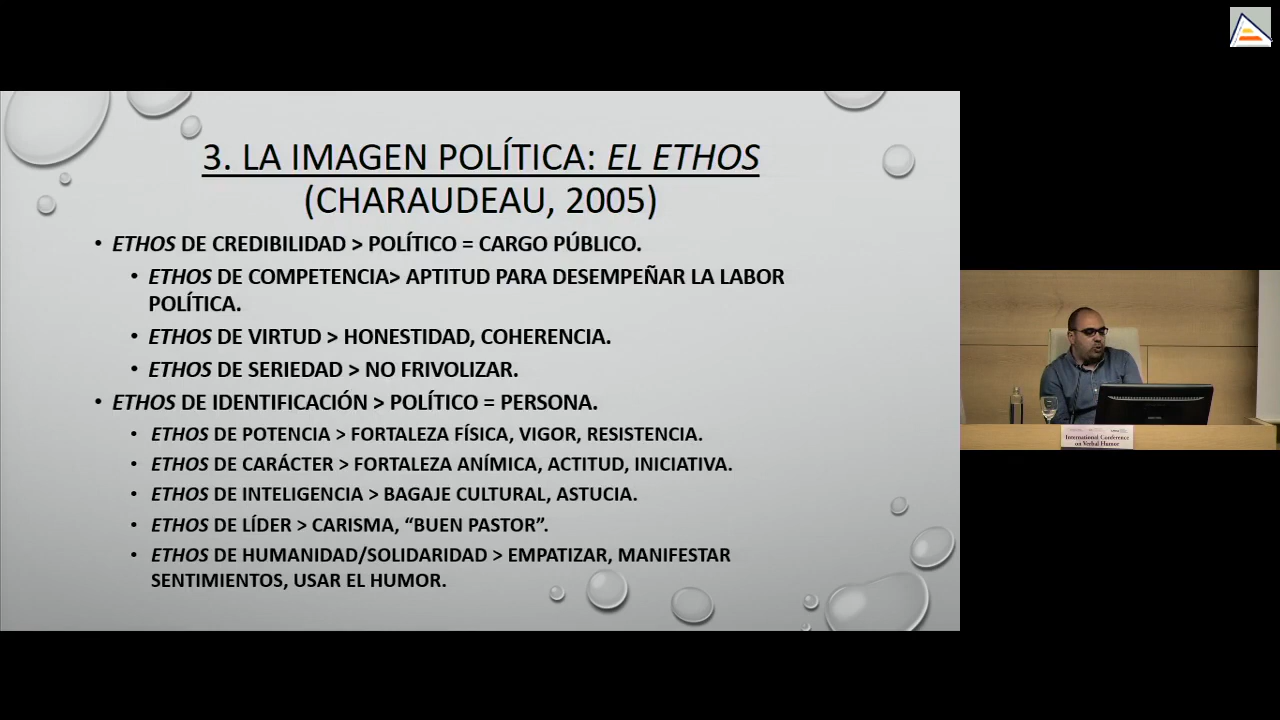 3. LA IMAGEN POLÍTICA: EL ETHOS
(CHARAUDEAU, 2005)
• ETHOS DE CREDIBILIDAD > POLÍTICO = CARGO PÚBLICO.
• ETHOS DE COMPETENCIA> APTITUD PARA DESEMPEÑAR LA LABOR
POLÍTICA.
• ETHOS DE VIRTUD > HONESTIDAD, COHERENCIA.
• ETHOS DE SERIEDAD > NO FRIVOLIZAR.
• ETHOS DE IDENTIFICACIÓN > POLÍTICO = PERSONA.
• ETHOS DE POTENCIA > FORTALEZA FÍSICA, VIGOR, RESISTENCIA.
• ETHOS DE CARÁCTER > FORTALEZA ANÍMICA, ACTITUD, INICIATIVA.
• ETHOS DE INTELIGENCIA > BAGAJE CULTURAL, ASTUCIA.
• ETHOS DE LÍDER > CARISMA, “BUEN PASTOR”.
• ETHOS DE HUMANIDAD/SOLIDARIDAD > EMPATIZAR, MANIFESTAR
SENTIMIENTOS, USAR EL HUMOR.
International Conference
on Verbal Humor